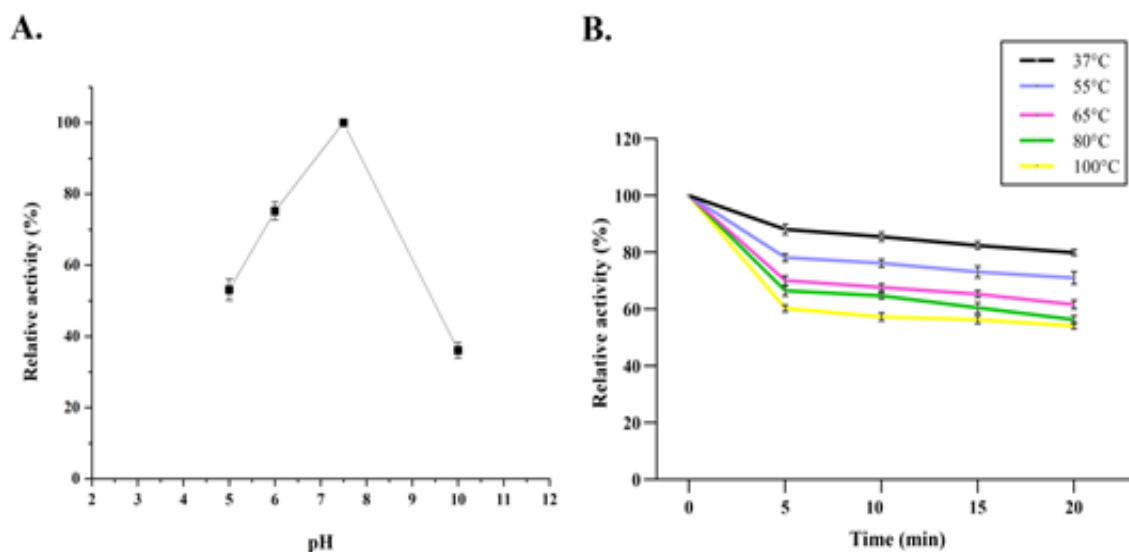 A.
Relative activity (%)
100
80
60
40
20
0
2 3 4 5 6 7 8 9 10 11 12
pH
B.
37°C
55°C
65°C
80°C
100°C
Relative activity (%)
120
100
80
60
40
20
0
0 5 10 15 20
Time (min)